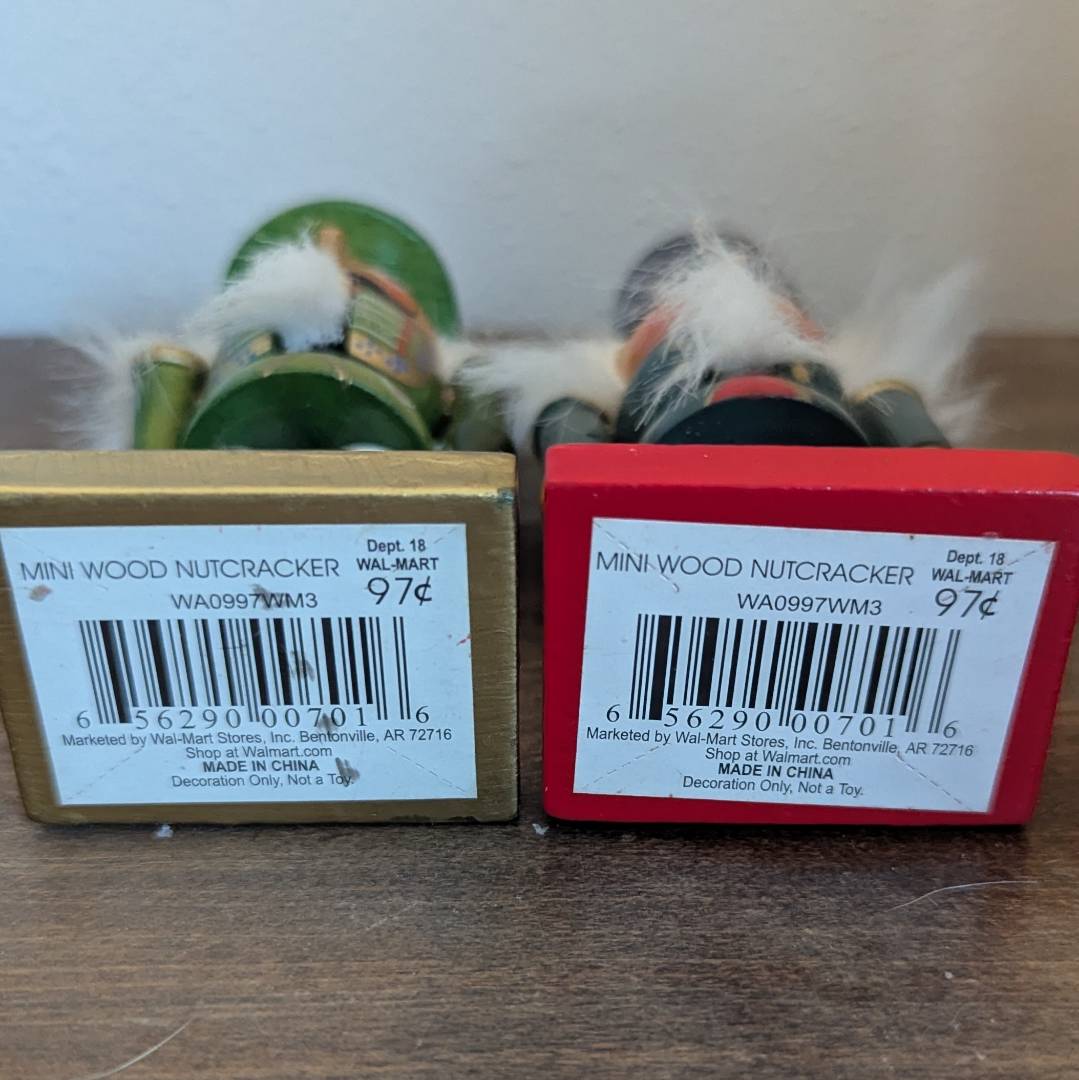 MINI WOOD NUTCRACKER
Dept. 18
WAL-MART
97¢
WA0997WM3
6 56290 00701 6
Marketed by Wal-Mart Stores, Inc. Bentonville, AR 72716
Shop at Walmart.com
MADE IN CHINA
Decoration Only, Not a Toy.
MINI WOOD NUTCRACKER
Dept. 18
WAL-MART
97¢
WA0997WM3
6 56290 00701 6
Marketed by Wal-Mart Stores, Inc. Bentonville, AR 72716
Shop at Walmart.com
MADE IN CHINA
Decoration Only, Not a Toy.